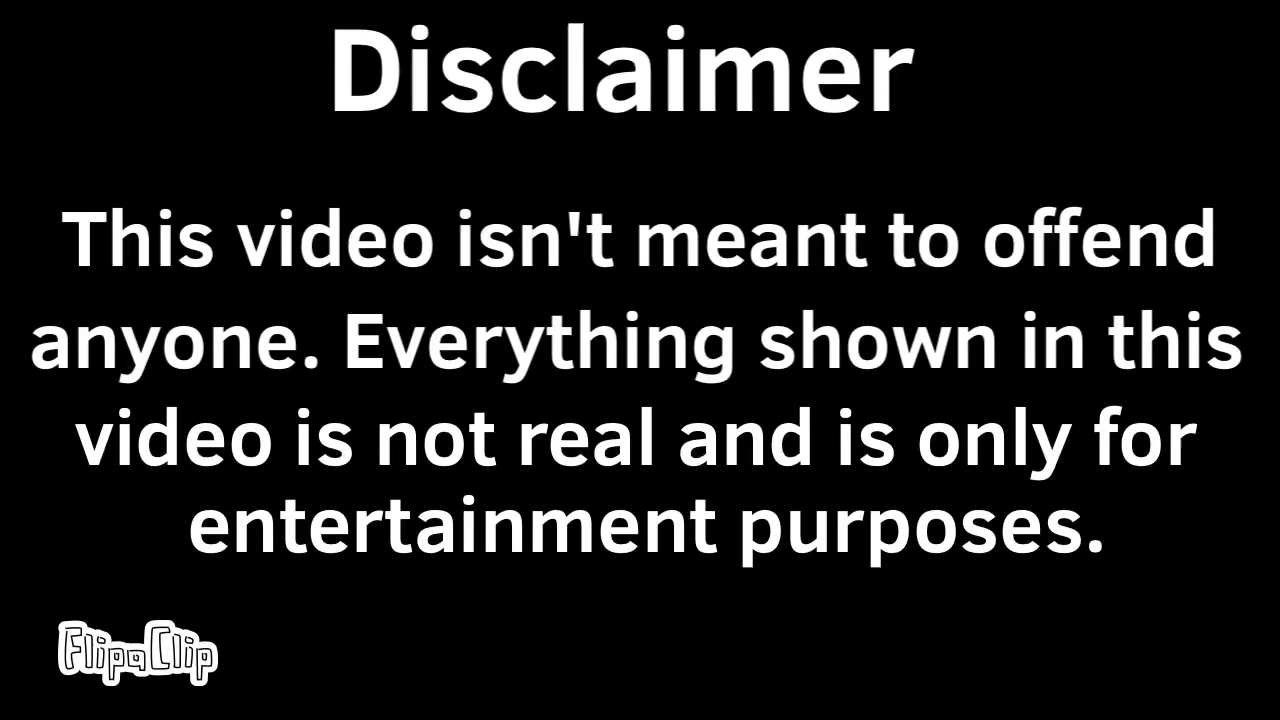 Disclaimer
This video isn't meant to offend
anyone. Everything shown in this
video is not real and is only for
entertainment purposes.
FlipaClip